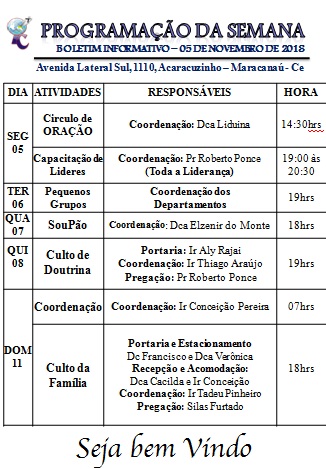 PROGRAMAÇÃO DA SEMANA
BOLETIM INFORMATIVO – 05 DE NOVEMBRO DE 2018
Avenida Lateral Sul, 1110, Acaracuzinho – Maracanaú - Ce
DIA ATIVIDADES RESPONSÁVEIS HORA
SEG
05
Circulo de
ORAÇÃO
Coordenação: Dca Liduina
14:30hrs
Capacitação de
Lideres
Coordenação: Pr Roberto Ponce
(Toda a Liderança)
19:00 às
20:30
TER
06
Pequenos
Grupos
Coordenação dos
Departamentos
19hrs
QUA
07
SouPão
Coordenação: Dca Elzenir do Monte
18hrs
QUI
08
Culto de
Doutrina
Portaria: Ir Aly Rajai
Coordenação: Ir Thiago Araújo
Pregação: Pr Roberto Ponce
19hrs
DOM
11
Coordenação
Coordenação: Ir Conceição Pereira
07hrs
Culto da
Família
Portaria e Estacionamento
Dc Francisco e Dca Verônica
Recepção e Acomodação:
Dca Cacilda e Ir Conceição
Coordenação: Ir Tadeu Pinheiro
Pregação: Silas Furtado
18hrs
Seja bem Vindo